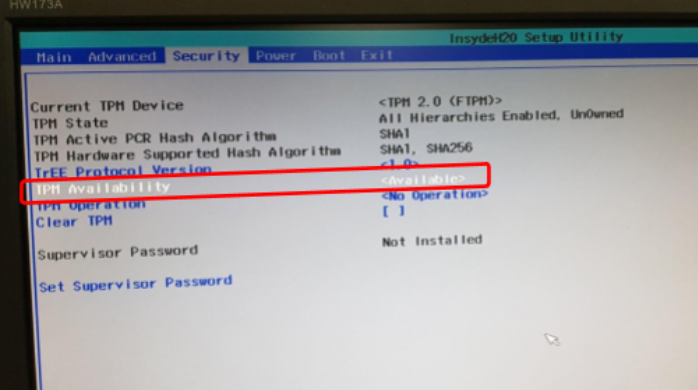 HW173A
InsydeH20 Setup Utility
Main Advanced Security Power Boot Exit
Current TPM Device <TPM 2.0 (FTPM)>
TPM State All Hierarchies Enabled, UnOwned
TPM Active PCR Hash Algorithm SHA1
TPM Hardware Supported Hash Algorithm SHA1, SHA256
TrEE Protocol Version <1.0>
TPM Availability <Available>
TPM Operation <No Operation>
Clear TPM [ ]
Supervisor Password Not Installed
Set Supervisor Password